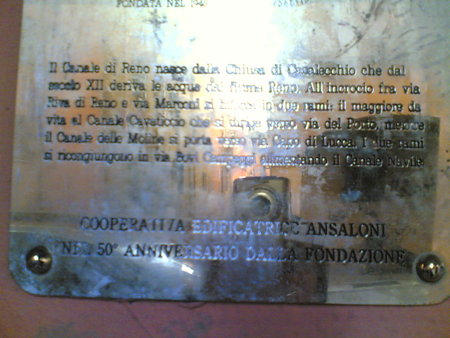 FONDATA NEL
Il Canale di Reno nasce dalla Chiusa di Casalecchio che dal
secolo XII deriva le acque dal fiume Reno. All'incrocio fra via
Riva di Reno e via Marconi si biforca in due rami: il maggiore da
vita al Canale Cavaticcio che si dirige verso via del Porto, mentre
il Canale delle Moline si porta verso via Capo di Lucca. I due rami
si ricongiungono in via Bovi Campeggi alimentando il Canale Navile.
COOPERATIVA EDIFICATRICE ANSALONI
NEL 50° ANNIVERSARIO DALLA FONDAZIONE